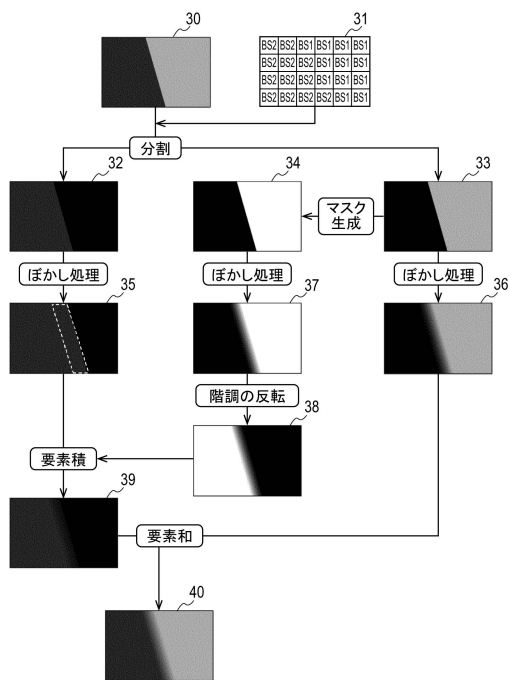 30
31
BS2 BS2 BS2 BS1 BS1 BS1
BS2 BS2 BS2 BS1 BS1 BS1
BS2 BS2 BS2 BS2 BS1 BS1
BS2 BS2 BS2 BS2 BS1 BS1
分割
32
34
33
マスク
生成
ぼかし処理
ぼかし処理
ぼかし処理
35
37
36
階調の反転
38
要素積
39
要素和
40